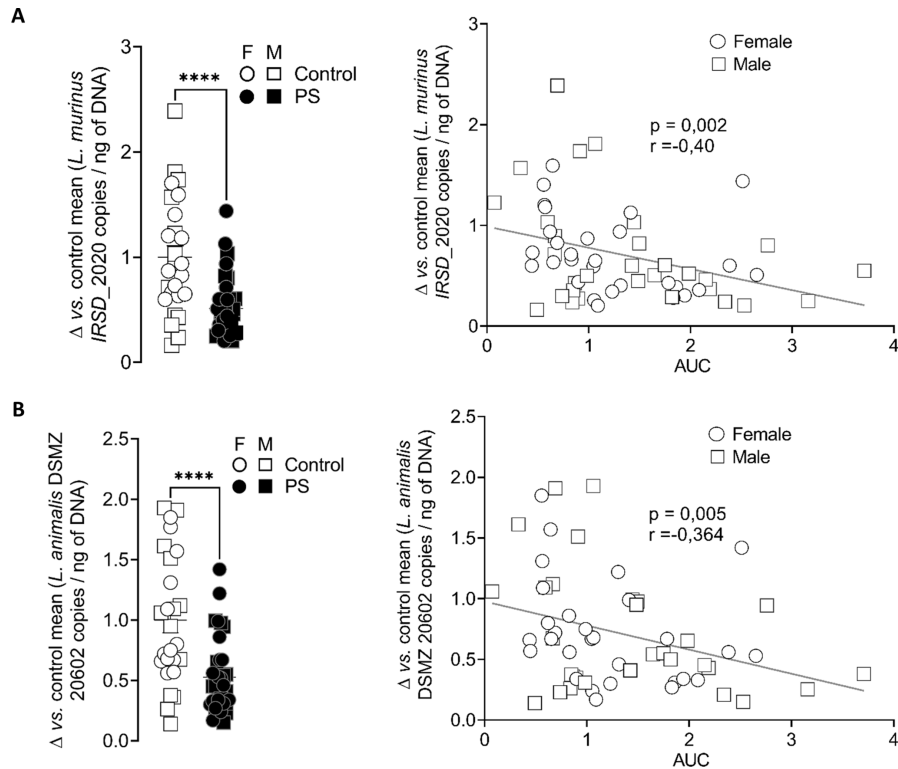 A
Δ vs. control mean (L. murinus
IRSD_2020 copies / ng of DNA)
3
2
1
0
****
F M
Control
PS
Δ vs. control mean (L. murinus
IRSD_2020 copies / ng of DNA)
3
2
1
0
Female
Male
p = 0,002
r =-0,40
0 1 2 3 4
AUC
B
Δ vs. control mean (L. animalis DSMZ
20602 copies / ng of DNA)
2.5
2.0
1.5
1.0
0.5
0.0
****
F M
Control
PS
Δ vs. control mean (L. animalis
DSMZ 20602 copies / ng of DNA)
2.5
2.0
1.5
1.0
0.5
0.0
Female
Male
p = 0,005
r =-0,364
0 1 2 3 4
AUC